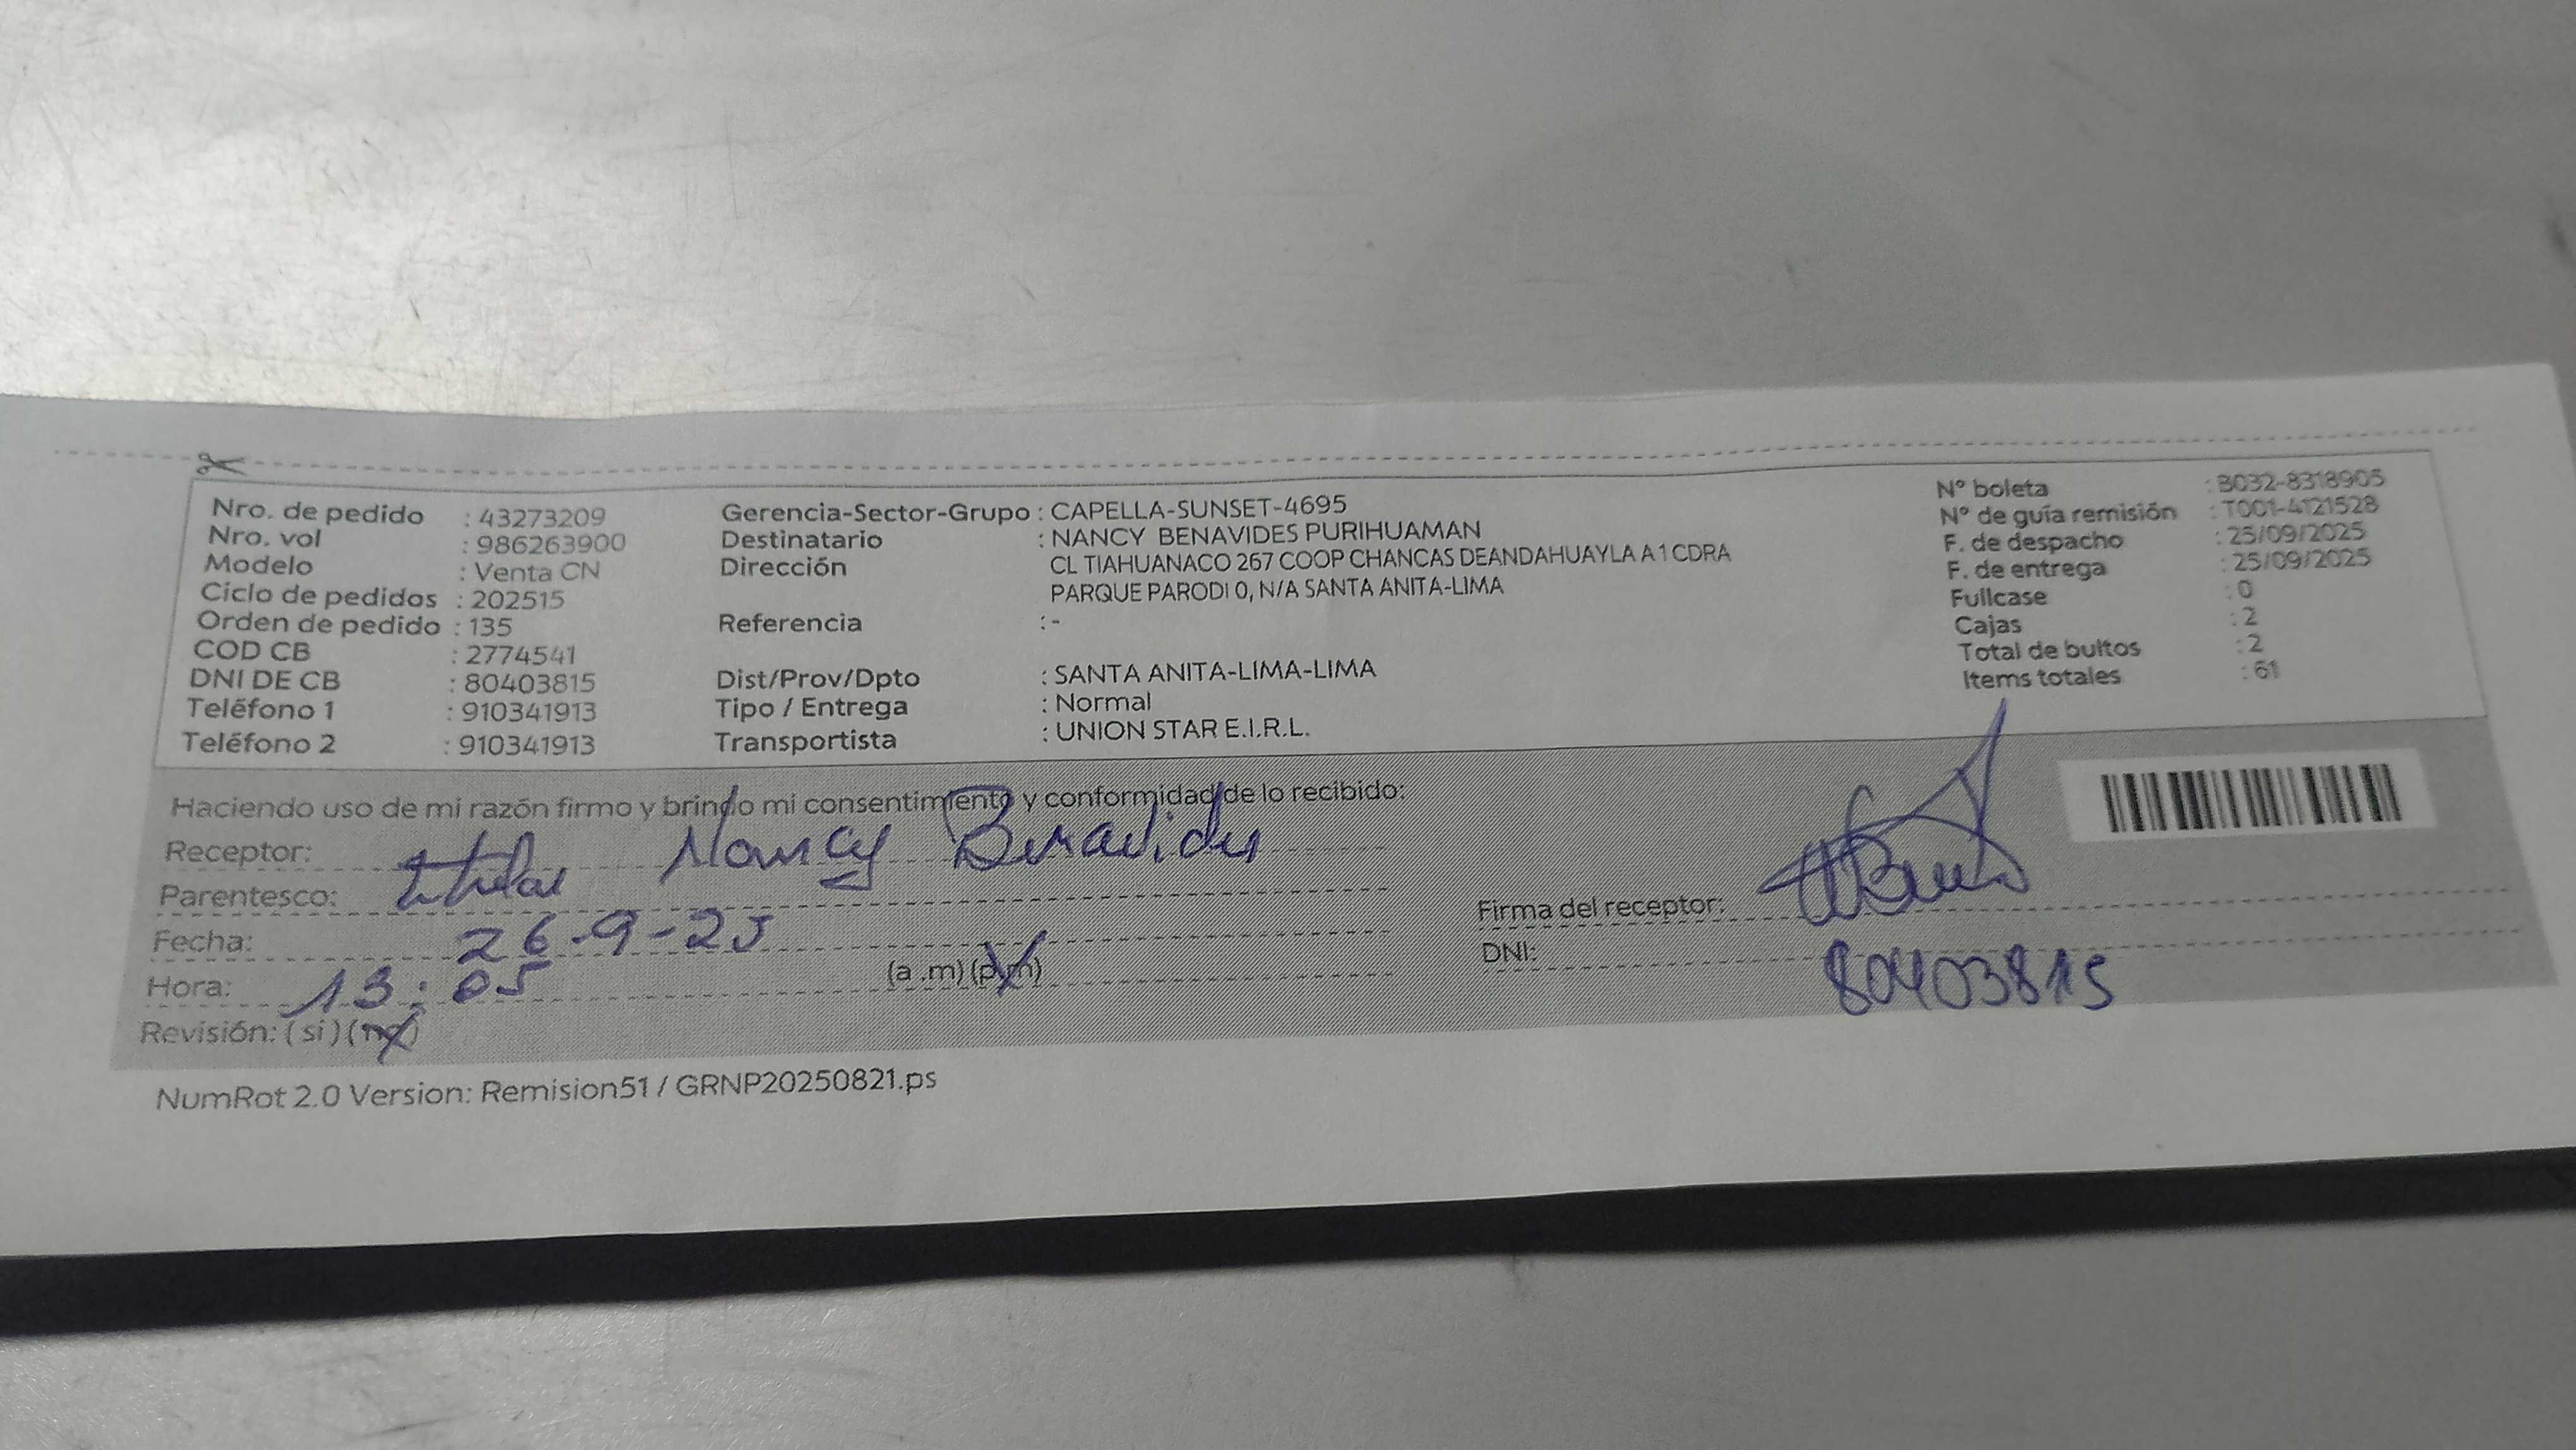 Nro. de pedido : 43273209
Nro. vol : 986263900
Modelo : Venta CN
Ciclo de pedidos : 202515
Orden de pedido : 135
COD CB : 2774541
DNI DE CB : 80403815
Teléfono 1 : 910341913
Teléfono 2 : 910341913
Gerencia-Sector-Grupo : CAPELLA-SUNSET-4695
Destinatario : NANCY BENAVIDES PURIHUAMAN
Dirección CL TIAHUANACO 267 COOP CHANCAS DEANDAHUAYLA A 1 CDRA
PARQUE PARODI 0, N/A SANTA ANITA-LIMA
Referencia : -
Dist/Prov/Dpto : SANTA ANITA-LIMA-LIMA
Tipo / Entrega : Normal
Transportista : UNION STAR E.I.R.L.
N° boleta : B032-8318905
N° de guía remisión : T001-4121528
F. de despacho : 25/09/2025
F. de entrega : 25/09/2025
Fullcase : 0
Cajas : 2
Total de bultos : 2
Items totales : 61
Haciendo uso de mi razón firmo y brindo mi consentimiento y conformidad de lo recibido:
Receptor: Nancy Benavides
Parentesco: titular
Fecha: 26-9-25
Hora: 13:05 (a .m) (p.m)
Revisión: ( si ) ( no )
Firma del receptor:
DNI: 80403815
NumRot 2.0 Version: Remision51 / GRNP20250821.ps